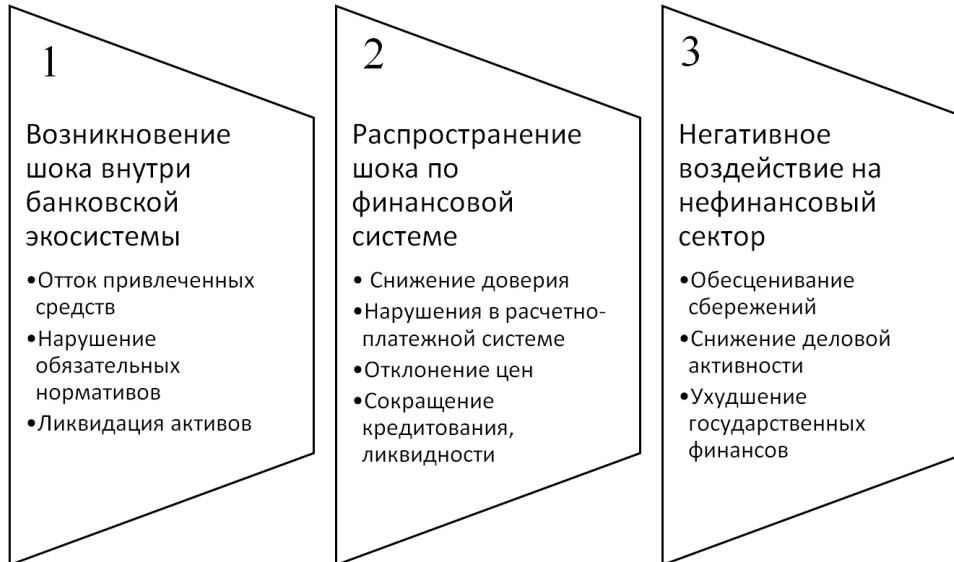 1
Возникновение
шока внутри
банковской
экосистемы
•Отток привлеченных
средств
•Нарушение
обязательных
нормативов
•Ликвидация активов
2
Распространение
шока по
финансовой
системе
• Снижение доверия
•Нарушения в расчетно-
платежной системе
•Отклонение цен
•Сокращение
кредитования,
ликвидности
3
Негативное
воздействие на
нефинансовый
сектор
•Обесценивание
сбережений
•Снижение деловой
активности
•Ухудшение
государственных
финансов